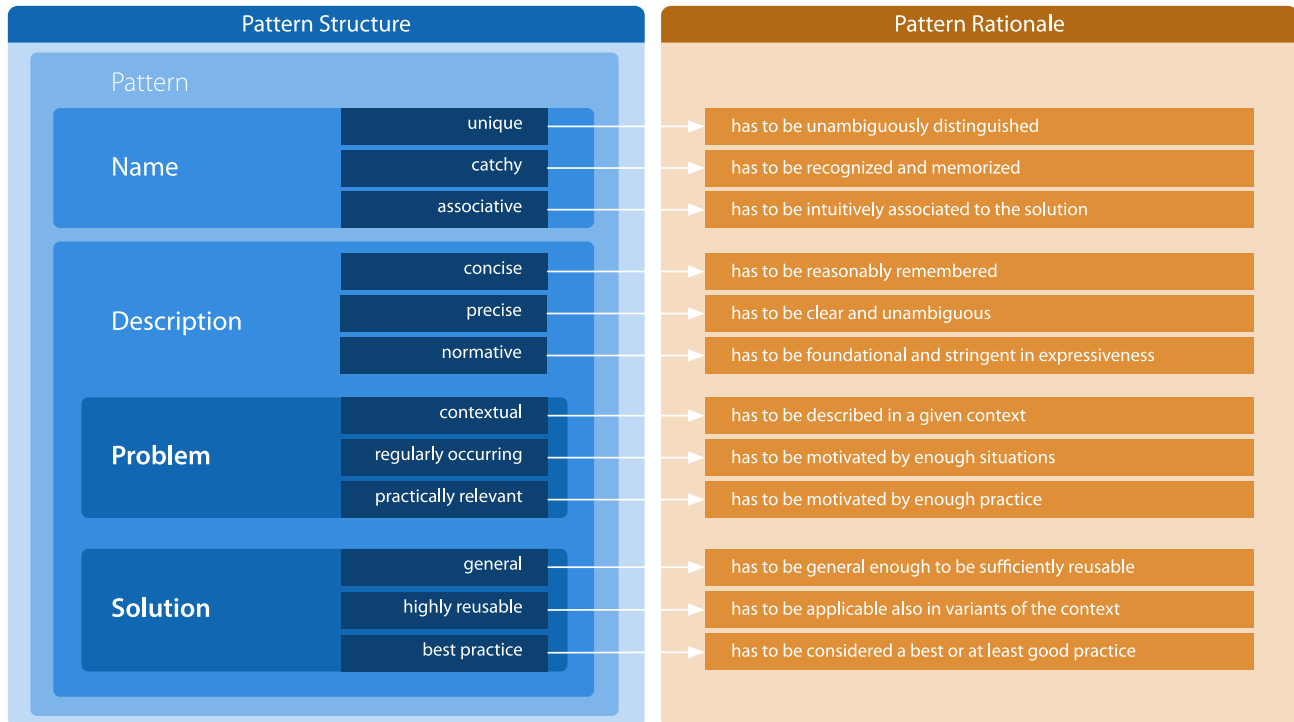 Pattern Structure
Pattern Rationale
Pattern
Name
unique
has to be unambiguously distinguished
catchy
has to be recognized and memorized
associative
has to be intuitively associated to the solution
Description
concise
has to be reasonably remembered
precise
has to be clear and unambiguous
normative
has to be foundational and stringent in expressiveness
Problem
contextual
has to be described in a given context
regularly occurring
has to be motivated by enough situations
practically relevant
has to be motivated by enough practice
Solution
general
has to be general enough to be sufficiently reusable
highly reusable
has to be applicable also in variants of the context
best practice
has to be considered a best or at least good practice